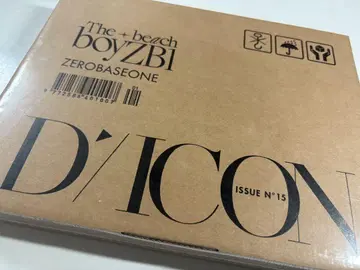 The beach
boyZB1
ZEROBASEONE
D'/ICON
ISSUE N°15